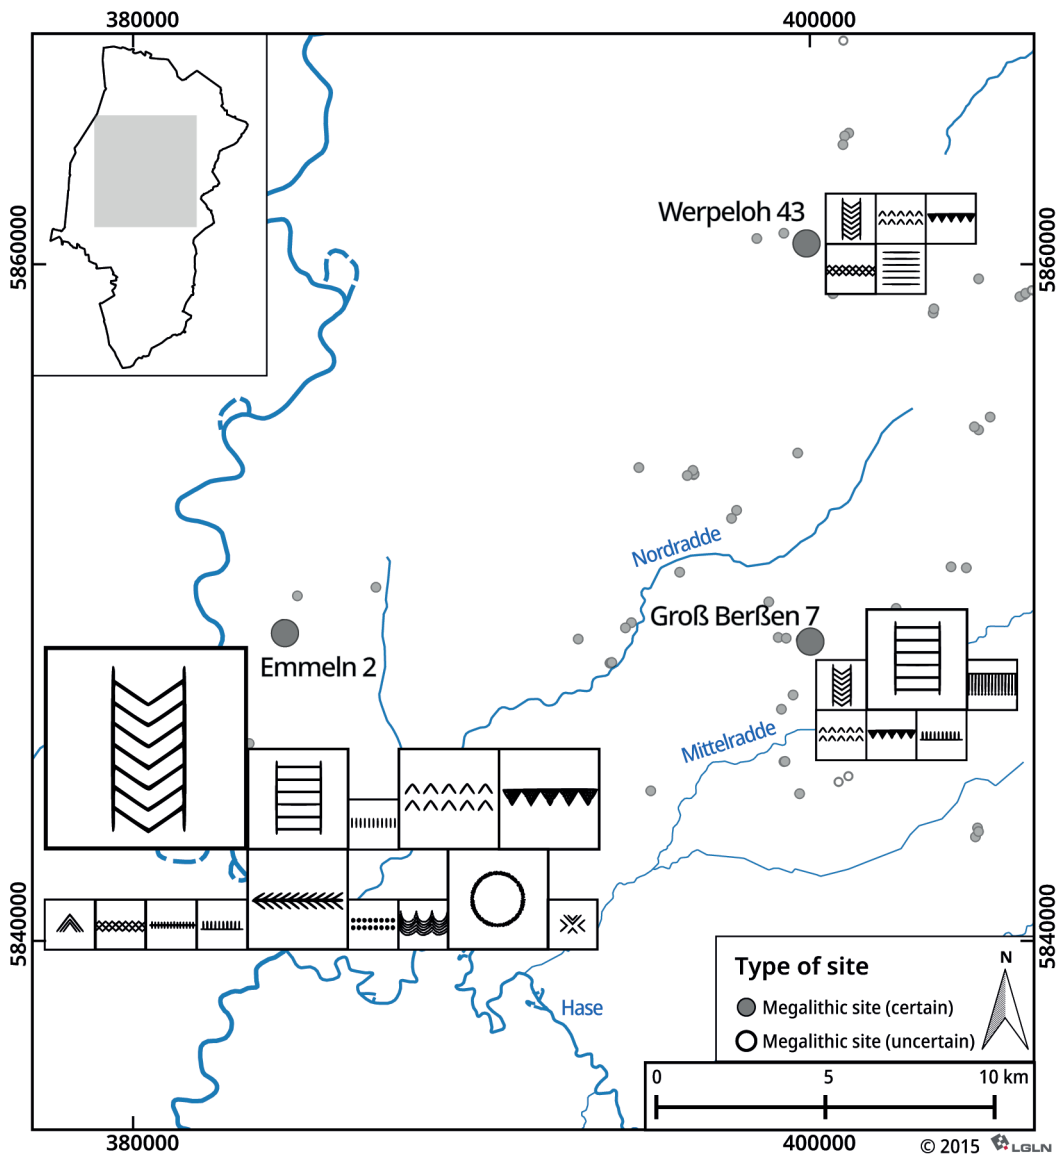 380000 400000
Werpeloh 43
5860000 5860000
Nordradde
Groß Berßen 7
Emmeln 2
Mittelradde
5840000 5840000
Type of site
N
Megalithic site (certain)
Hase
Megalithic site (uncertain)
0 5 10 km
380000 400000
© 2015 LGLN